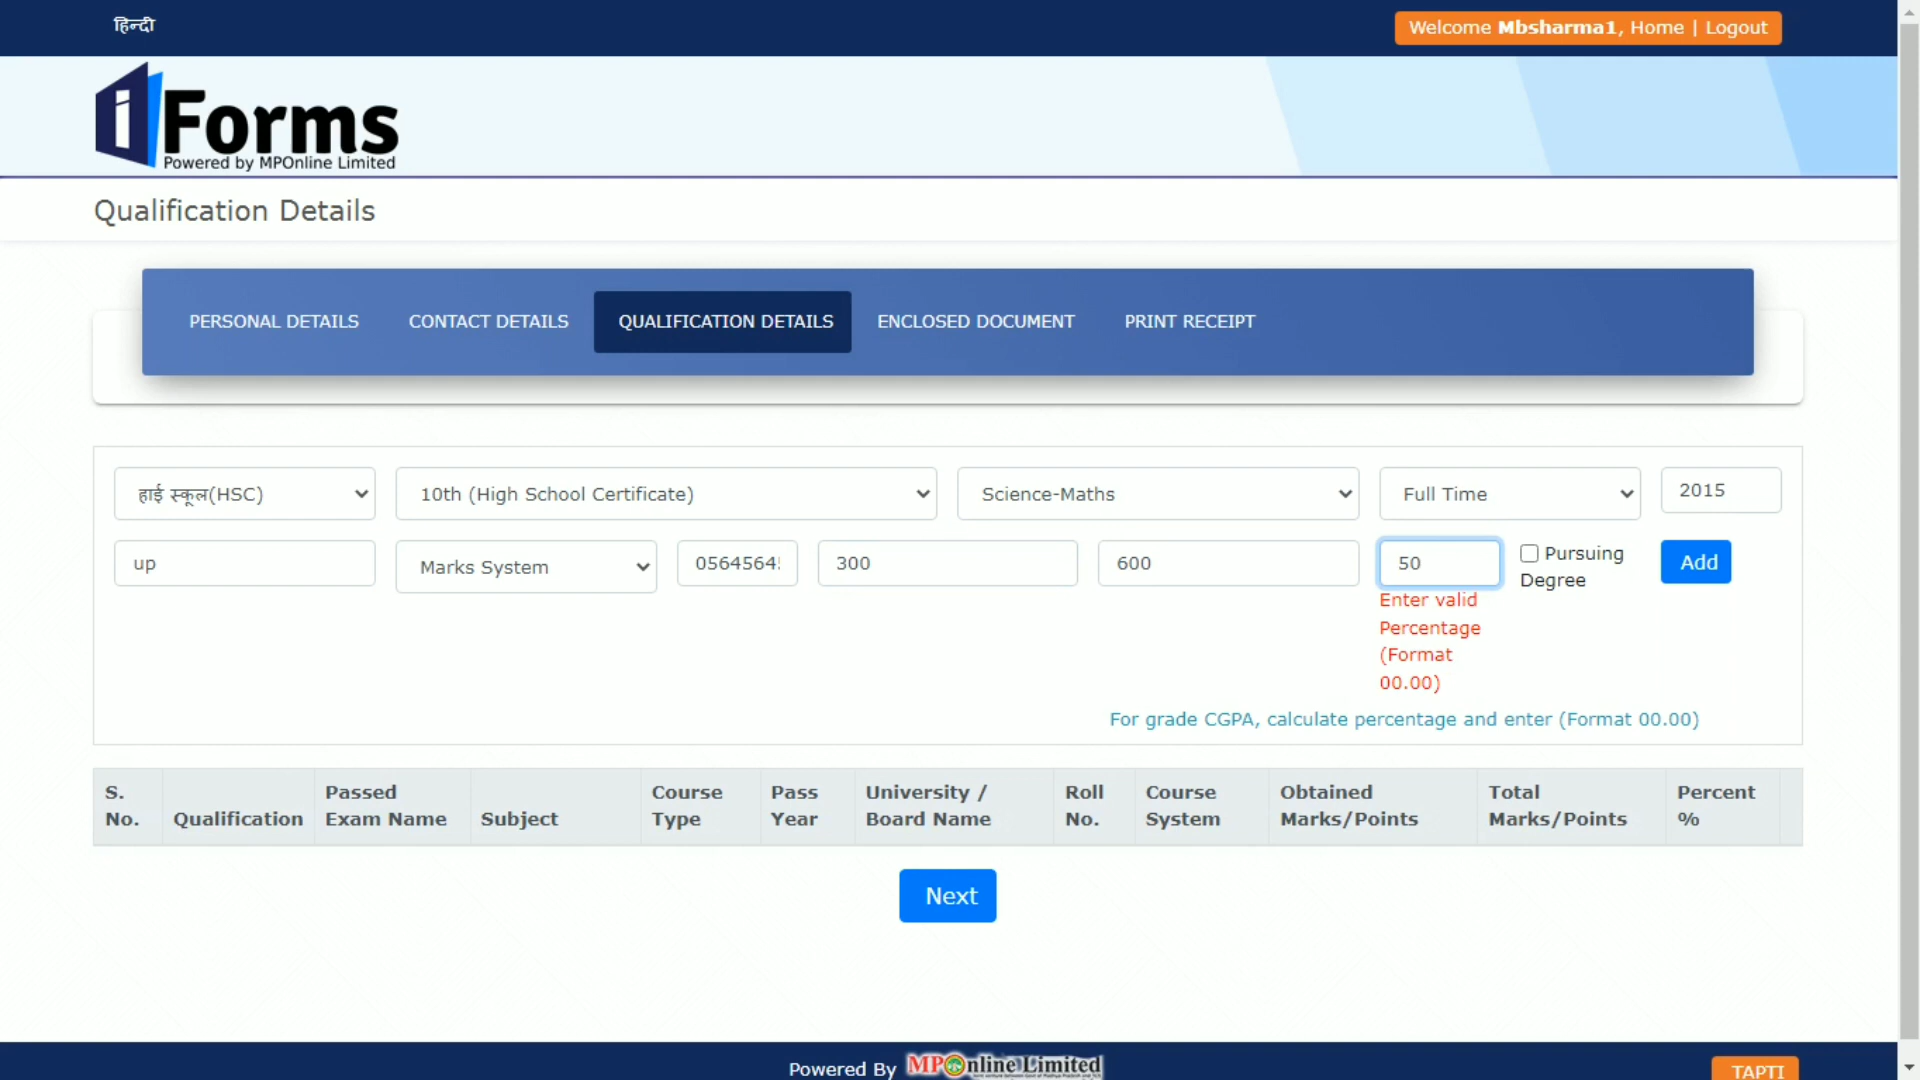 हिन्दी
Welcome Mbsharma1, Home | Logout
iForms
Powered by MPOnline Limited
Qualification Details
PERSONAL DETAILS CONTACT DETAILS QUALIFICATION DETAILS ENCLOSED DOCUMENT PRINT RECEIPT
हाई स्कूल(HSC) 10th (High School Certificate) Science-Maths Full Time 2015
up Marks System 0564564 300 600 50 Pursuing Degree Add
Enter valid
Percentage
(Format
00.00)
For grade CGPA, calculate percentage and enter (Format 00.00)
S. No. Qualification Passed Exam Name Subject Course Type Pass Year University / Board Name Roll No. Course System Obtained Marks/Points Total Marks/Points Percent %
Next
Powered By MPOnline Limited
TAPTI